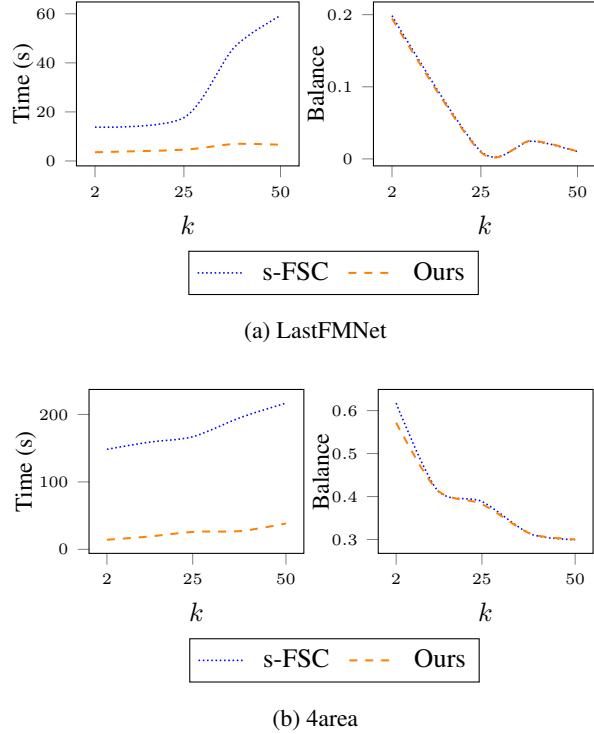 60
40
20
0
Time (s)
2
25
50
k
0.2
0.1
0
Balance
2
25
50
k
s-FSC
Ours
(a) LastFMNet
200
100
0
Time (s)
2
25
50
k
0.6
0.5
0.4
0.3
Balance
2
25
50
k
s-FSC
Ours
(b) 4area